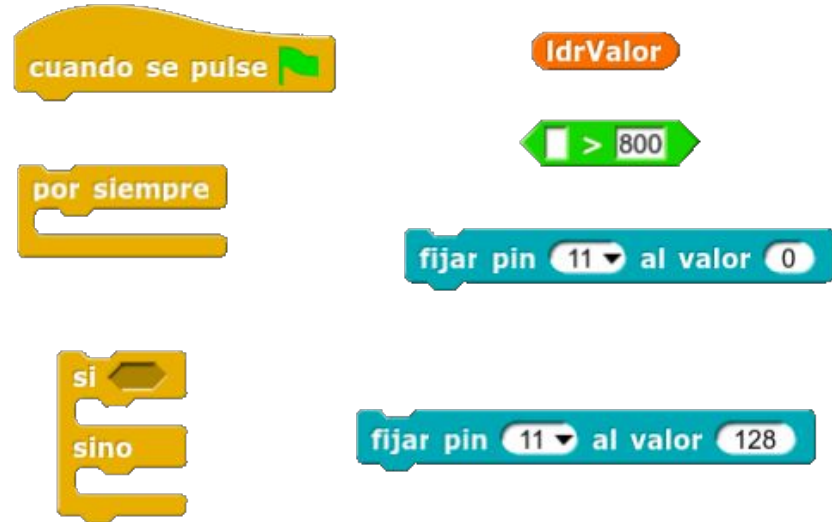 cuando se pulse
ldrValor
> 800
por siempre
fijar pin 11 al valor 0
si
sino
fijar pin 11 al valor 128